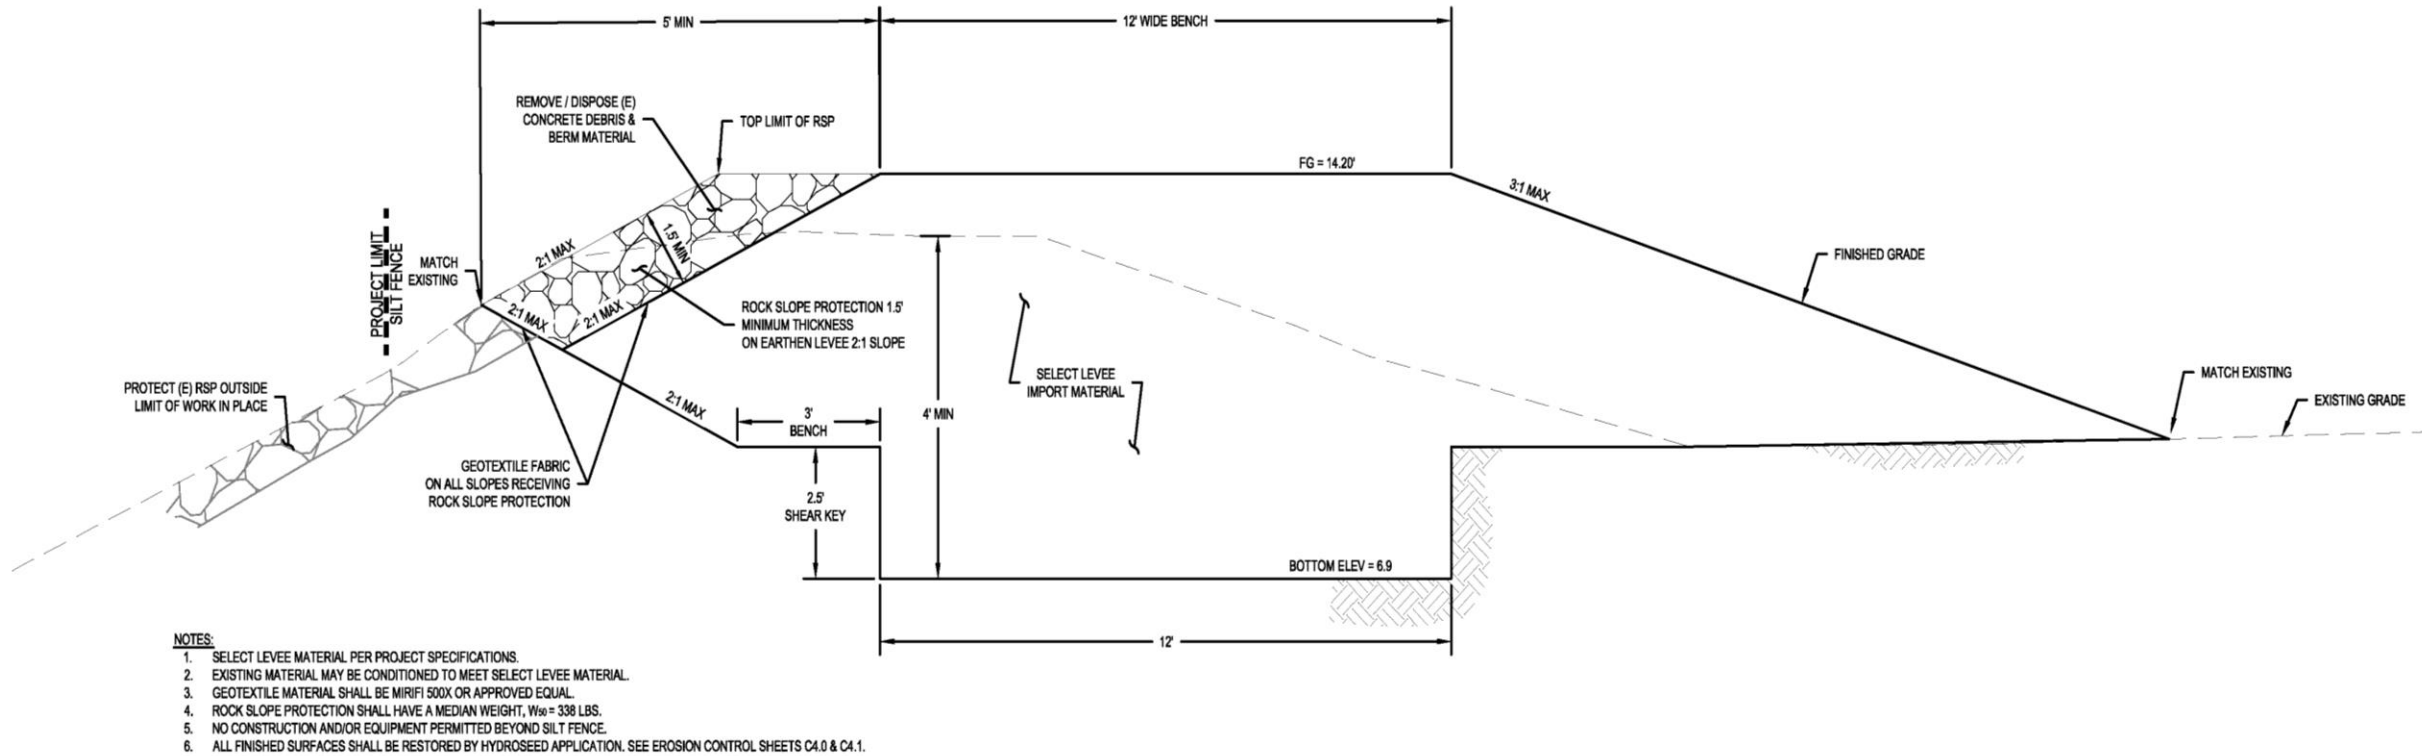 5' MIN
12' WIDE BENCH
REMOVE / DISPOSE (E)
CONCRETE DEBRIS &
BERM MATERIAL
TOP LIMIT OF RSP
FG = 14.20'
3:1 MAX
PROJECT LIMIT
SILT FENCE
MATCH
EXISTING
2:1 MAX
1.5' MIN
FINISHED GRADE
2:1 MAX
2:1 MAX
ROCK SLOPE PROTECTION 1.5'
MINIMUM THICKNESS
ON EARTHEN LEVEE 2:1 SLOPE
PROTECT (E) RSP OUTSIDE
LIMIT OF WORK IN PLACE
2:1 MAX
3'
BENCH
4' MIN
SELECT LEVEE
IMPORT MATERIAL
MATCH EXISTING
EXISTING GRADE
GEOTEXTILE FABRIC
ON ALL SLOPES RECEIVING
ROCK SLOPE PROTECTION
2.5'
SHEAR KEY
BOTTOM ELEV = 6.9
12'
NOTES:
1. SELECT LEVEE MATERIAL PER PROJECT SPECIFICATIONS.
2. EXISTING MATERIAL MAY BE CONDITIONED TO MEET SELECT LEVEE MATERIAL.
3. GEOTEXTILE MATERIAL SHALL BE MIRIFI 500X OR APPROVED EQUAL.
4. ROCK SLOPE PROTECTION SHALL HAVE A MEDIAN WEIGHT, W50 = 338 LBS.
5. NO CONSTRUCTION AND/OR EQUIPMENT PERMITTED BEYOND SILT FENCE.
6. ALL FINISHED SURFACES SHALL BE RESTORED BY HYDROSEED APPLICATION. SEE EROSION CONTROL SHEETS C4.0 & C4.1.